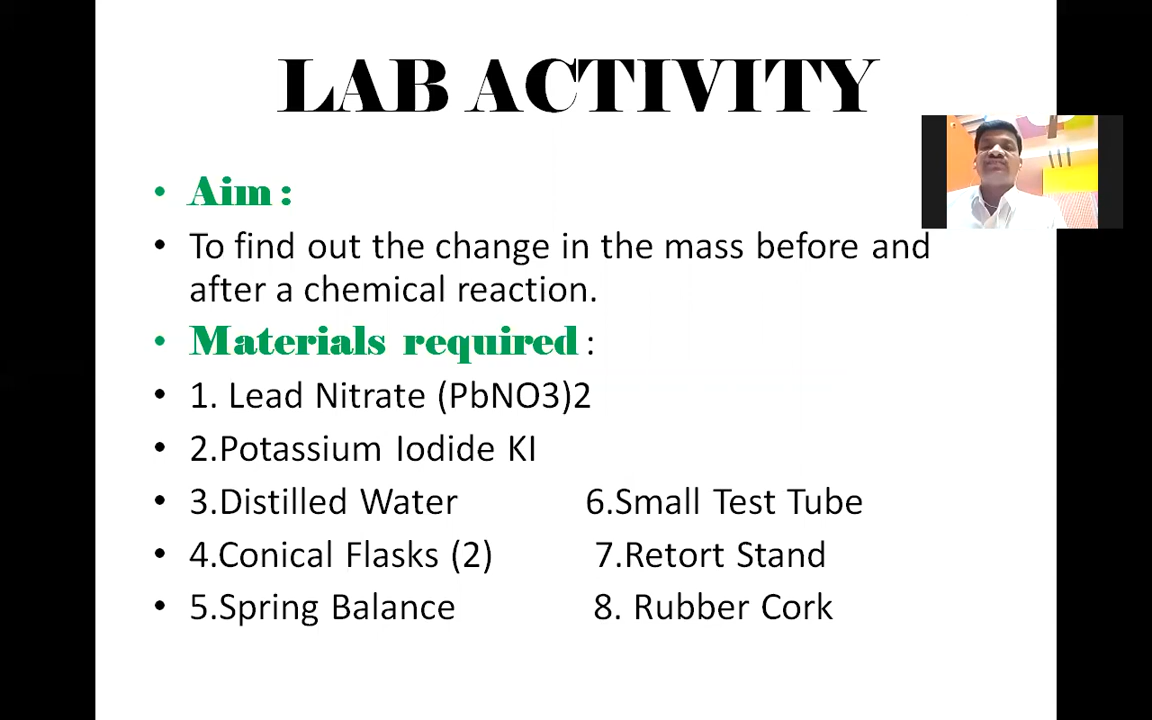 LAB ACTIVITY
• Aim :
• To find out the change in the mass before and
after a chemical reaction.
• Materials required :
• 1. Lead Nitrate (PbNO3)2
• 2.Potassium Iodide KI
• 3.Distilled Water 6.Small Test Tube
• 4.Conical Flasks (2) 7.Retort Stand
• 5.Spring Balance 8. Rubber Cork